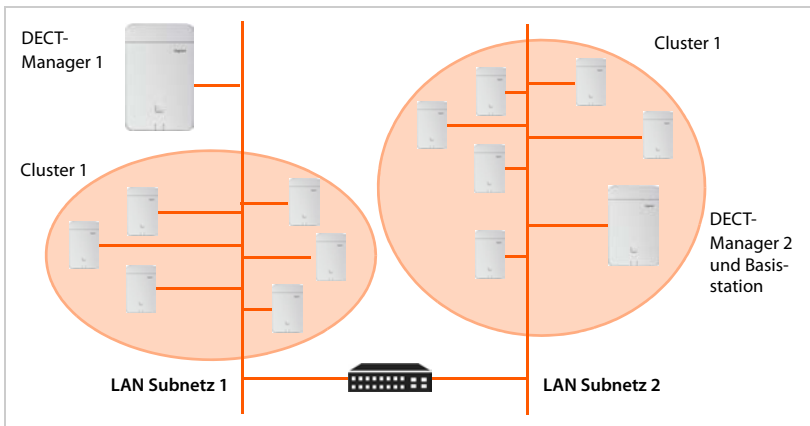 DECT-
Manager 1
Cluster 1
Cluster 1
DECT-
Manager 2
und Basis-
station
LAN Subnetz 1
LAN Subnetz 2